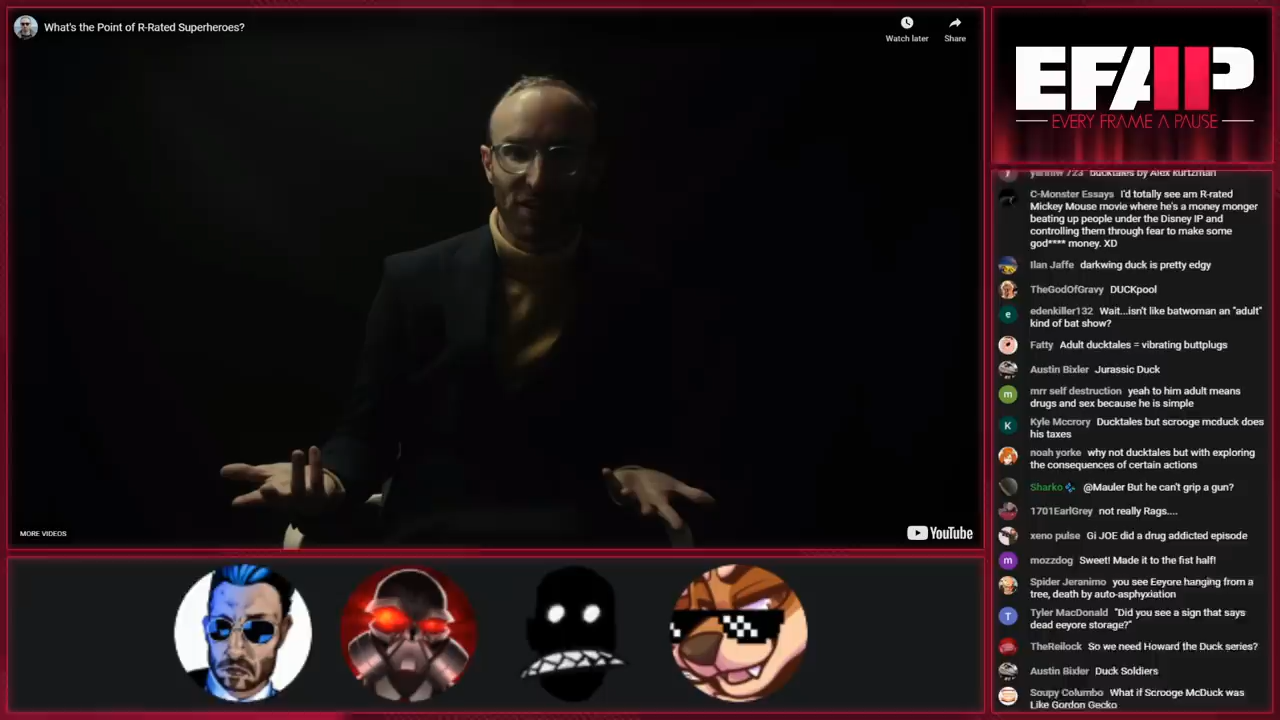 What's the Point of R-Rated Superheroes?
Watch later
Share
MORE VIDEOS
YouTube
EFAP
EVERY FRAME A PAUSE
yanniw 723 ducktales by Alex Kurtzman
C-Monster Essays I'd totally see am R-rated
Mickey Mouse movie where he's a money monger
beating up people under the Disney IP and
controlling them through fear to make some
god**** money. XD
Ilan Jaffe darkwing duck is pretty edgy
TheGodOfGravy DUCKpool
edenkiller132 Wait...isn't like batwoman an "adult"
kind of bat show?
Fatty Adult ducktales = vibrating buttplugs
Austin Bixler Jurassic Duck
mrr self destruction yeah to him adult means
drugs and sex because he is simple
Kyle Mccrory Ducktales but scrooge mcduck does
his taxes
noah yorke why not ducktales but with exploring
the consequences of certain actions
Sharko @Mauler But he can't grip a gun?
1701EarlGrey not really Rags....
xeno pulse Gi JOE did a drug addicted episode
mozzdog Sweet! Made it to the fist half!
Spider Jeranimo you see Eeyore hanging from a
tree, death by auto-asphyxiation
Tyler MacDonald "Did you see a sign that says
dead eeyore storage?"
TheReilock So we need Howard the Duck series?
Austin Bixler Duck Soldiers
Soupy Columbo What if Scrooge McDuck was
Like Gordon Gecko